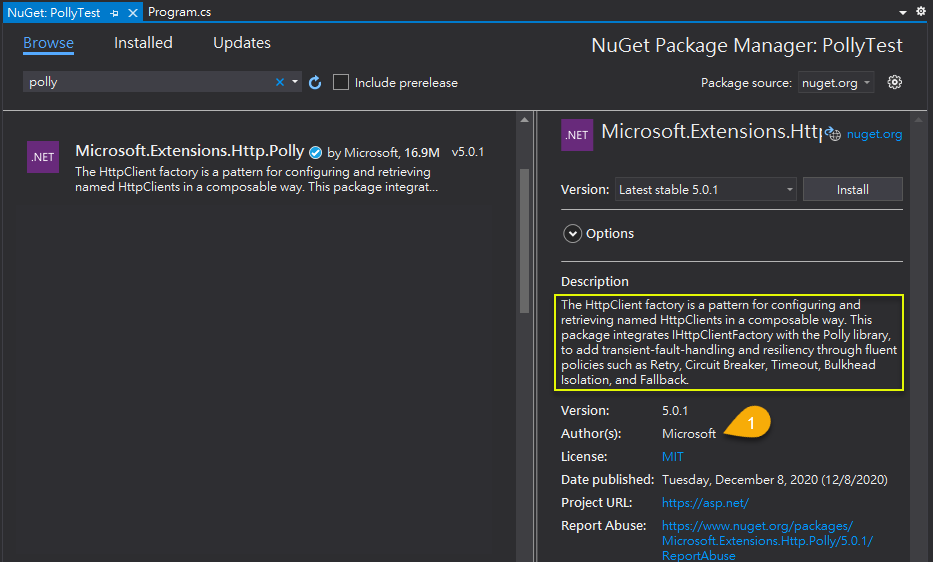 NuGet: PollyTest
Program.cs
Browse
Installed
Updates
NuGet Package Manager: PollyTest
polly
Include prerelease
Package source:
nuget.org
.NET
Microsoft.Extensions.Http.Polly
by Microsoft, 16.9M
v5.0.1
The HttpClient factory is a pattern for configuring and retrieving
named HttpClients in a composable way. This package integrat...
.NET
Microsoft.Extensions.Http
nuget.org
Version:
Latest stable 5.0.1
Install
Options
Description
The HttpClient factory is a pattern for configuring and
retrieving named HttpClients in a composable way. This
package integrates IHttpClientFactory with the Polly library,
to add transient-fault-handling and resiliency through fluent
policies such as Retry, Circuit Breaker, Timeout, Bulkhead
Isolation, and Fallback.
Version: 5.0.1
Author(s): Microsoft
1
License: MIT
Date published: Tuesday, December 8, 2020 (12/8/2020)
Project URL: https://asp.net/
Report Abuse: https://www.nuget.org/packages/
Microsoft.Extensions.Http.Polly/5.0.1/
ReportAbuse